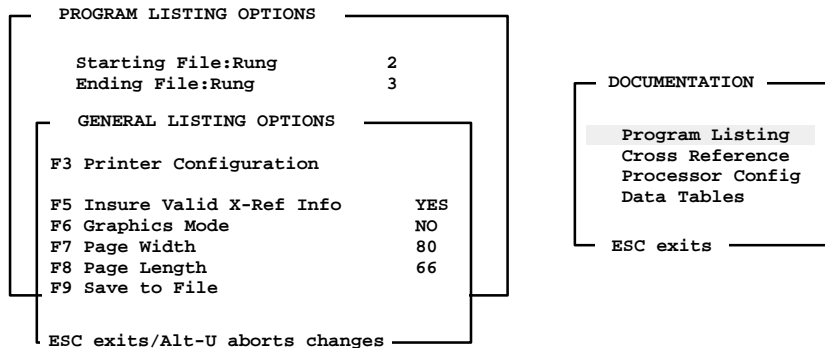 PROGRAM LISTING OPTIONS
Starting File:Rung 2
Ending File:Rung 3
GENERAL LISTING OPTIONS
F3 Printer Configuration
F5 Insure Valid X-Ref Info YES
F6 Graphics Mode NO
F7 Page Width 80
F8 Page Length 66
F9 Save to File
ESC exits/Alt-U aborts changes
DOCUMENTATION
Program Listing
Cross Reference
Processor Config
Data Tables
ESC exits